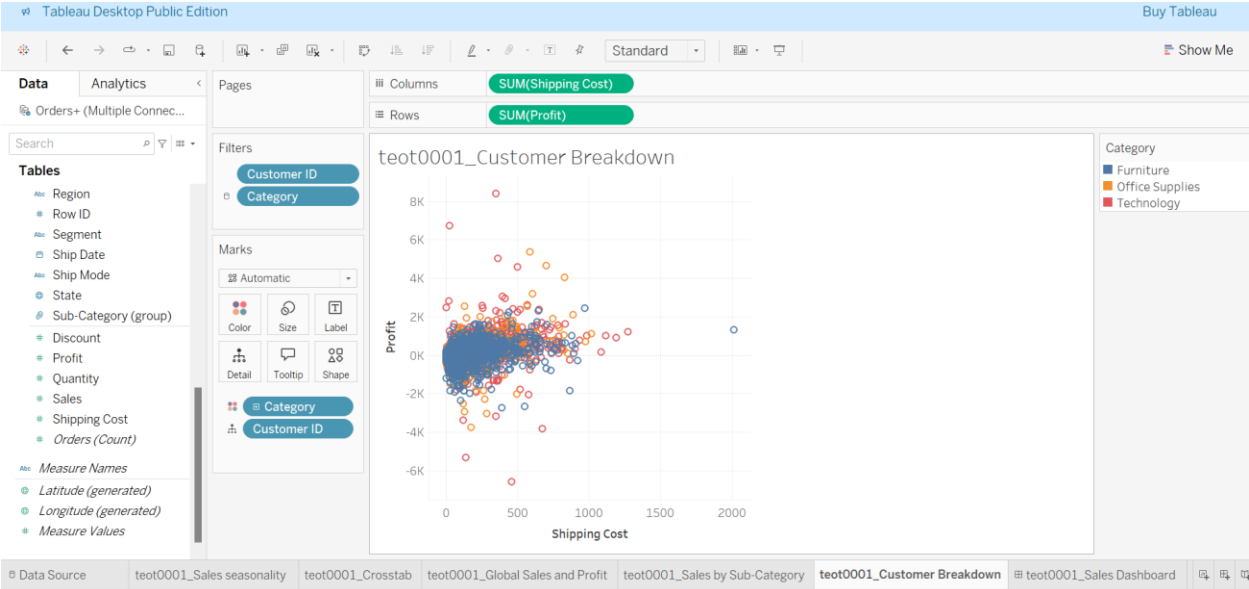 Tableau Desktop Public Edition
Buy Tableau
Standard
Show Me
Data
Analytics
Orders+ (Multiple Connec...
Search
Tables
Abc Region
# Row ID
Abc Segment
Ship Date
Abc Ship Mode
State
Sub-Category (group)
# Discount
# Profit
# Quantity
# Sales
# Shipping Cost
# Orders (Count)
Abc Measure Names
Latitude (generated)
Longitude (generated)
# Measure Values
Pages
Filters
Customer ID
Category
Marks
Automatic
Color
Size
Label
Detail
Tooltip
Shape
Category
Customer ID
Columns
SUM(Shipping Cost)
Rows
SUM(Profit)
teot0001_Customer Breakdown
Profit
8K
6K
4K
2K
0K
-2K
-4K
-6K
0
500
1000
1500
2000
Shipping Cost
Category
Furniture
Office Supplies
Technology
Data Source
teot0001_Sales seasonality
teot0001_Crosstab
teot0001_Global Sales and Profit
teot0001_Sales by Sub-Category
teot0001_Customer Breakdown
teot0001_Sales Dashboard